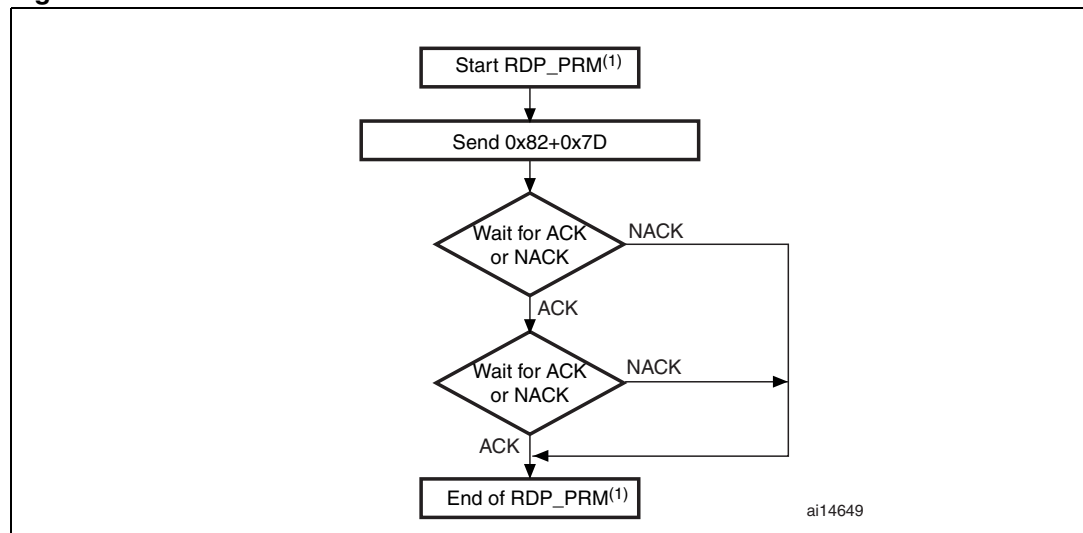 Start RDP_PRM(1)
Send 0x82+0x7D
Wait for ACK
or NACK
NACK
ACK
Wait for ACK
or NACK
NACK
ACK
End of RDP_PRM(1)
ai14649